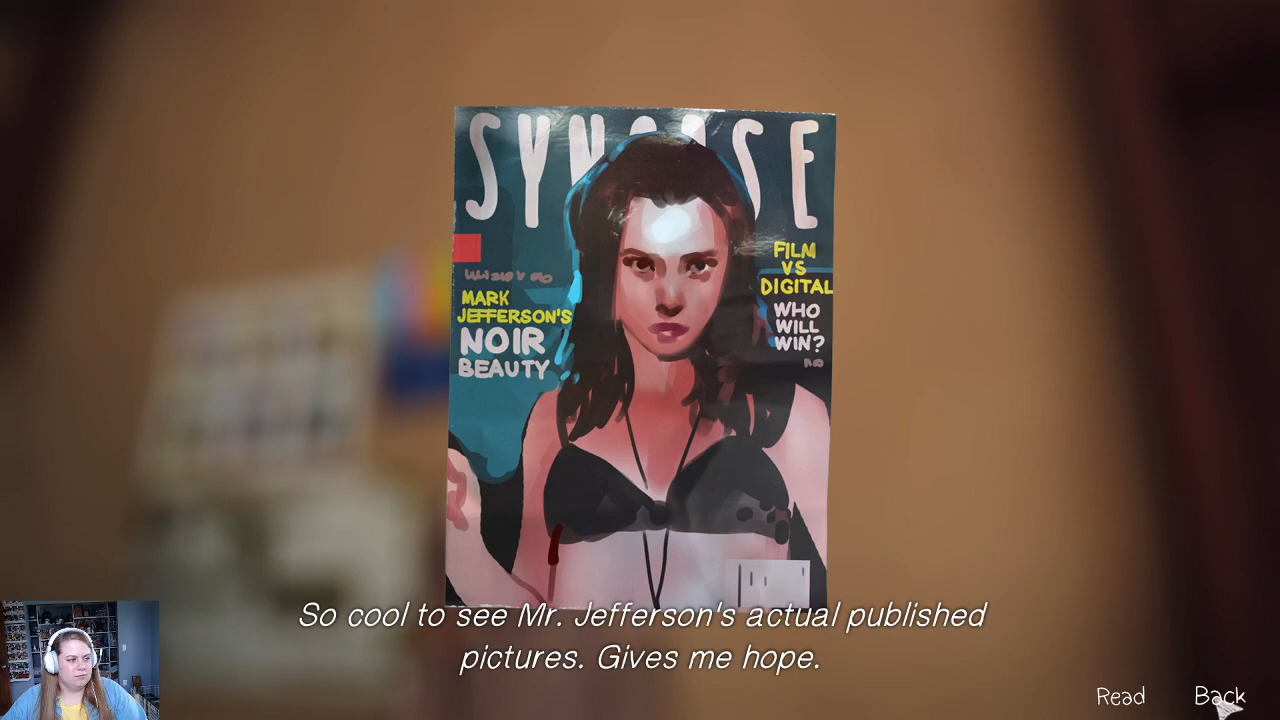 MARK
JEFFERSON'S
NOIR
BEAUTY
FILM
VS
DIGITAL
WHO
WILL
WIN?
So cool to see Mr. Jefferson's actual published
pictures. Gives me hope.
Read
Back